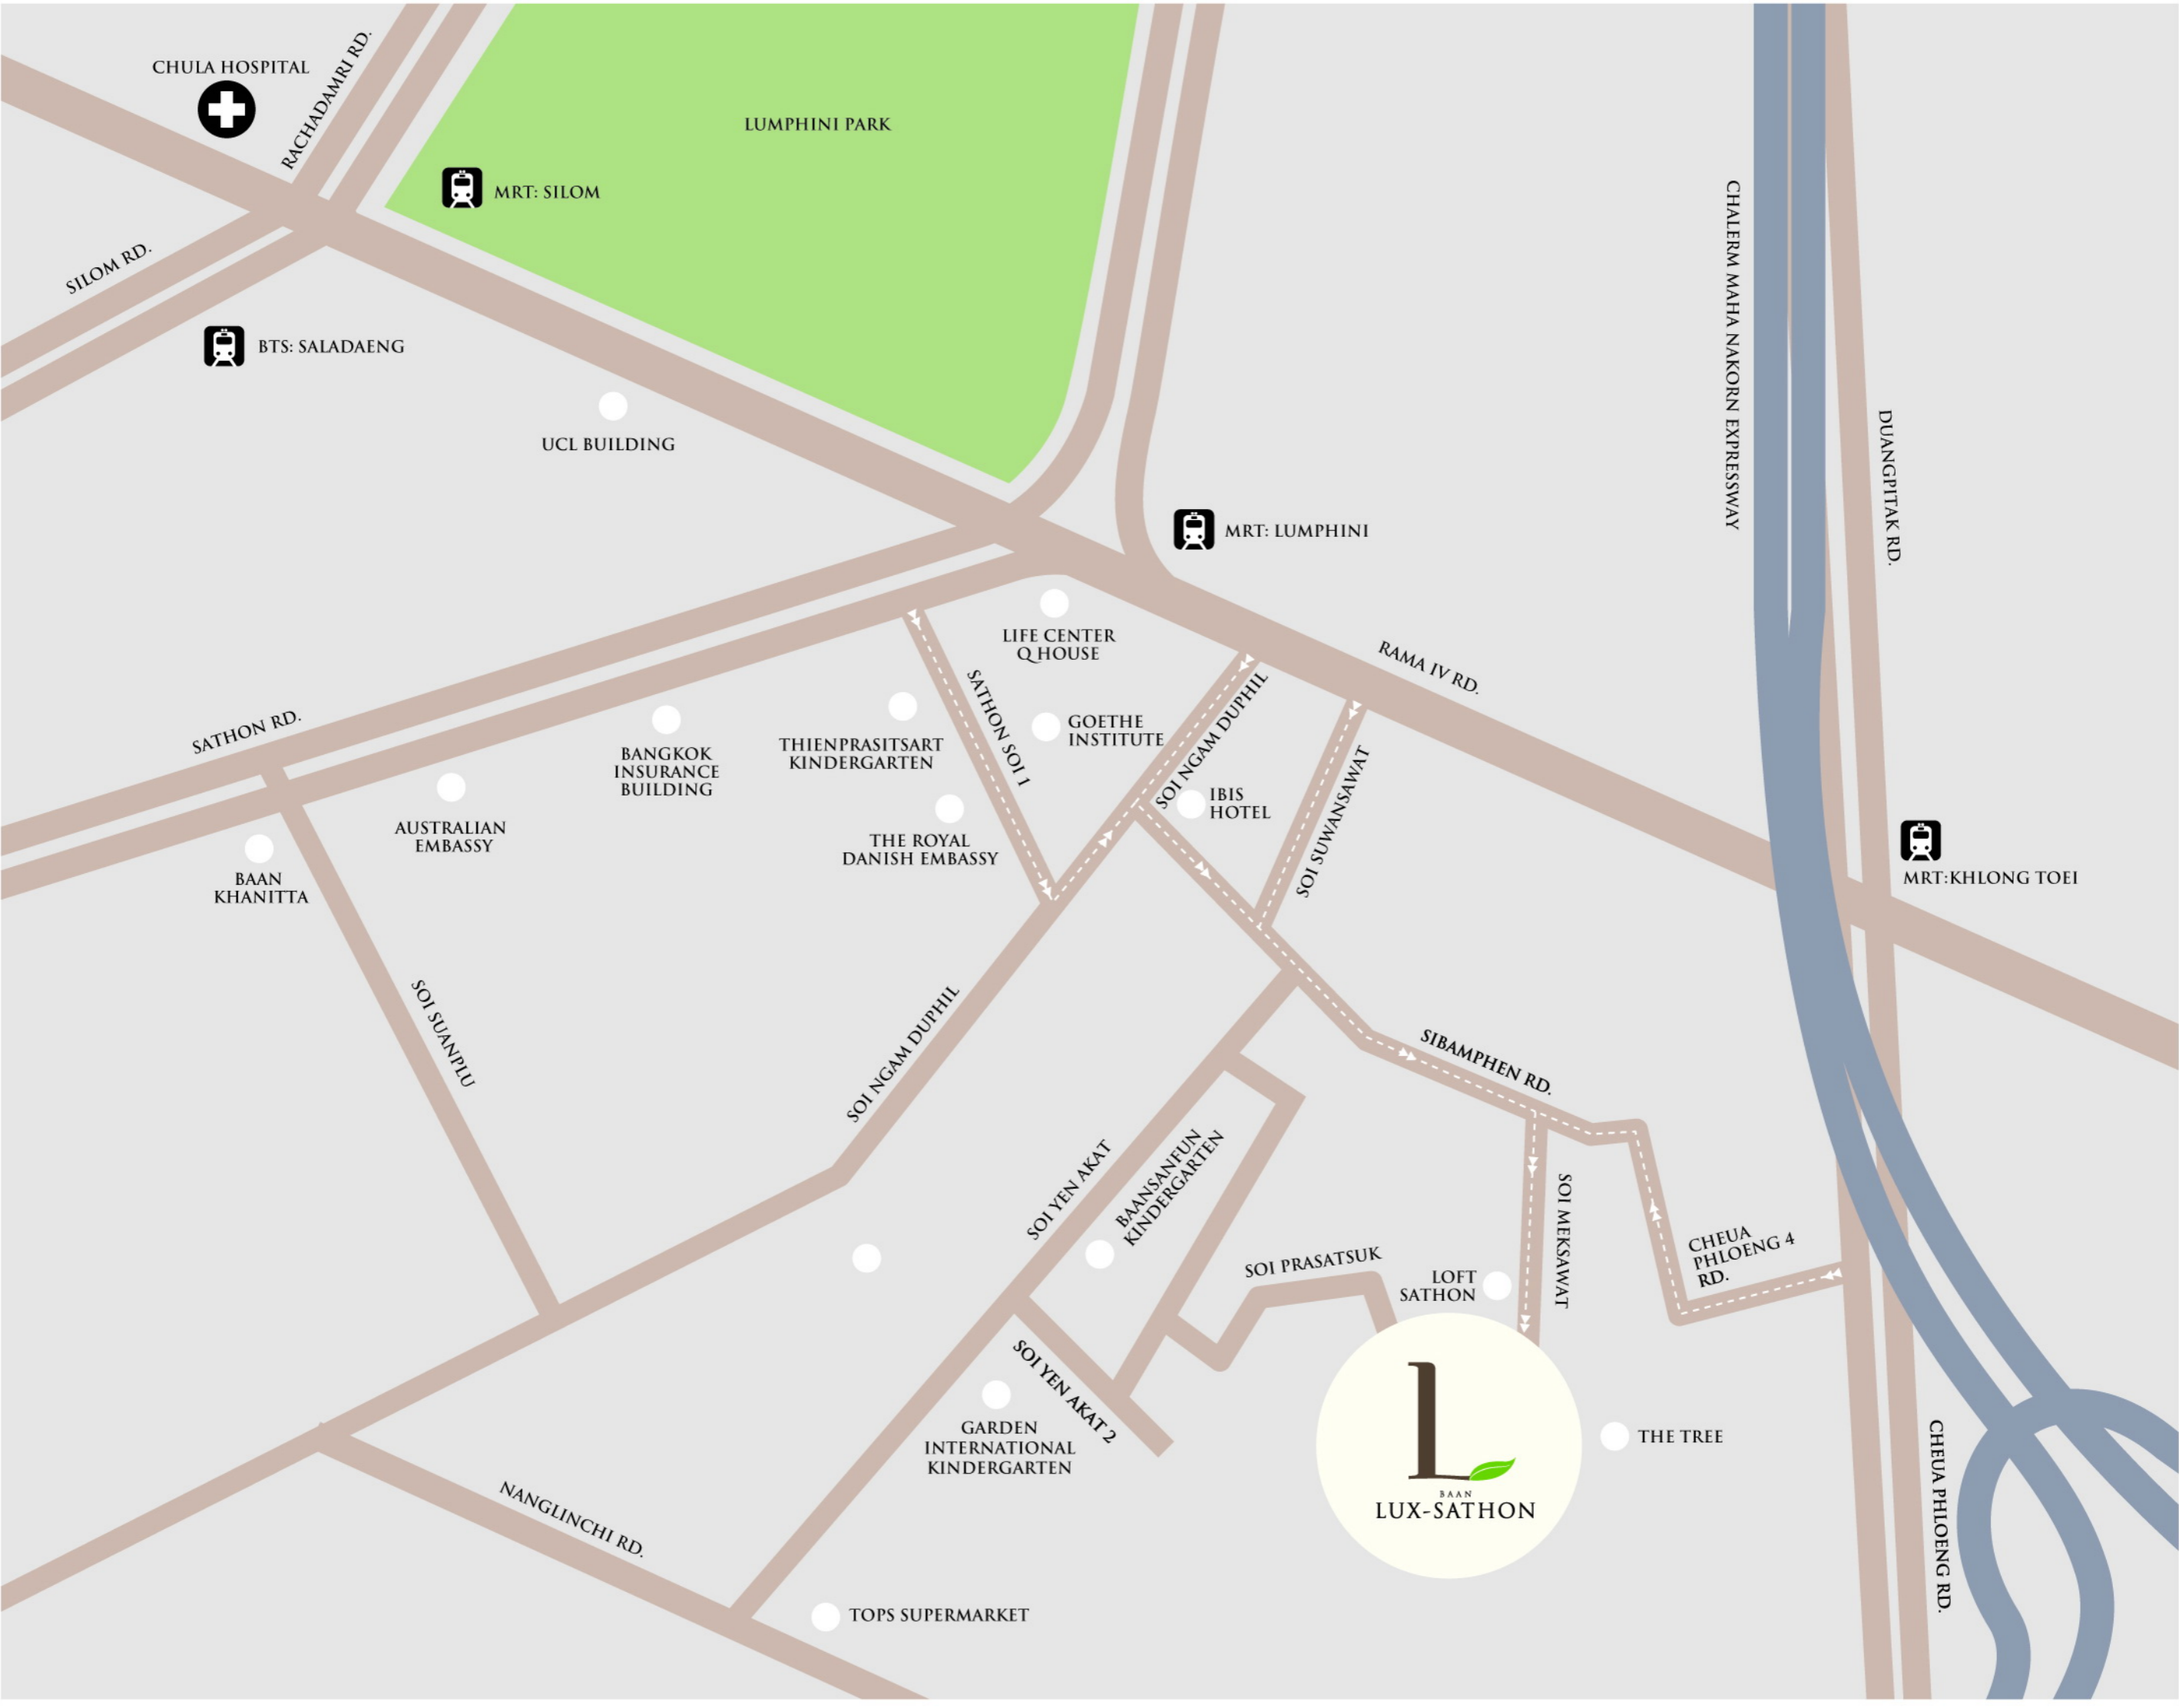 CHULA HOSPITAL
RACHADAMRI RD.
LUMPHINI PARK
MRT: SILOM
SILOM RD.
BTS: SALADAENG
UCL BUILDING
CHALERM MAHA NAKORN EXPRESSWAY
DUANGPITAK RD.
MRT: LUMPHINI
LIFE CENTER
Q HOUSE
RAMA IV RD.
SATHON RD.
SATHON SOI 1
GOETHE
INSTITUTE
SOI NGAM DUPHIL
BANGKOK
INSURANCE
BUILDING
THIENPRASITSART
KINDERGARTEN
IBIS
HOTEL
SOI SUWANSAWAT
AUSTRALIAN
EMBASSY
THE ROYAL
DANISH EMBASSY
BAAN
KHANITTA
MRT:KHLONG TOEI
SOI SUANPLU
SOI NGAM DUPHIL
SIBAMPHEN RD.
SOI YEN AKAT
BAANSANFUN
KINDERGARTEN
SOI MEKSAWAT
CHEUA
PHLOENG 4
RD.
SOI PRASATSUK
LOFT
SATHON
SOI YEN AKAT 2
GARDEN
INTERNATIONAL
KINDERGARTEN
L
BAAN
LUX-SATHON
THE TREE
CHEUA PHLOENG RD.
NANGLINCHI RD.
TOPS SUPERMARKET